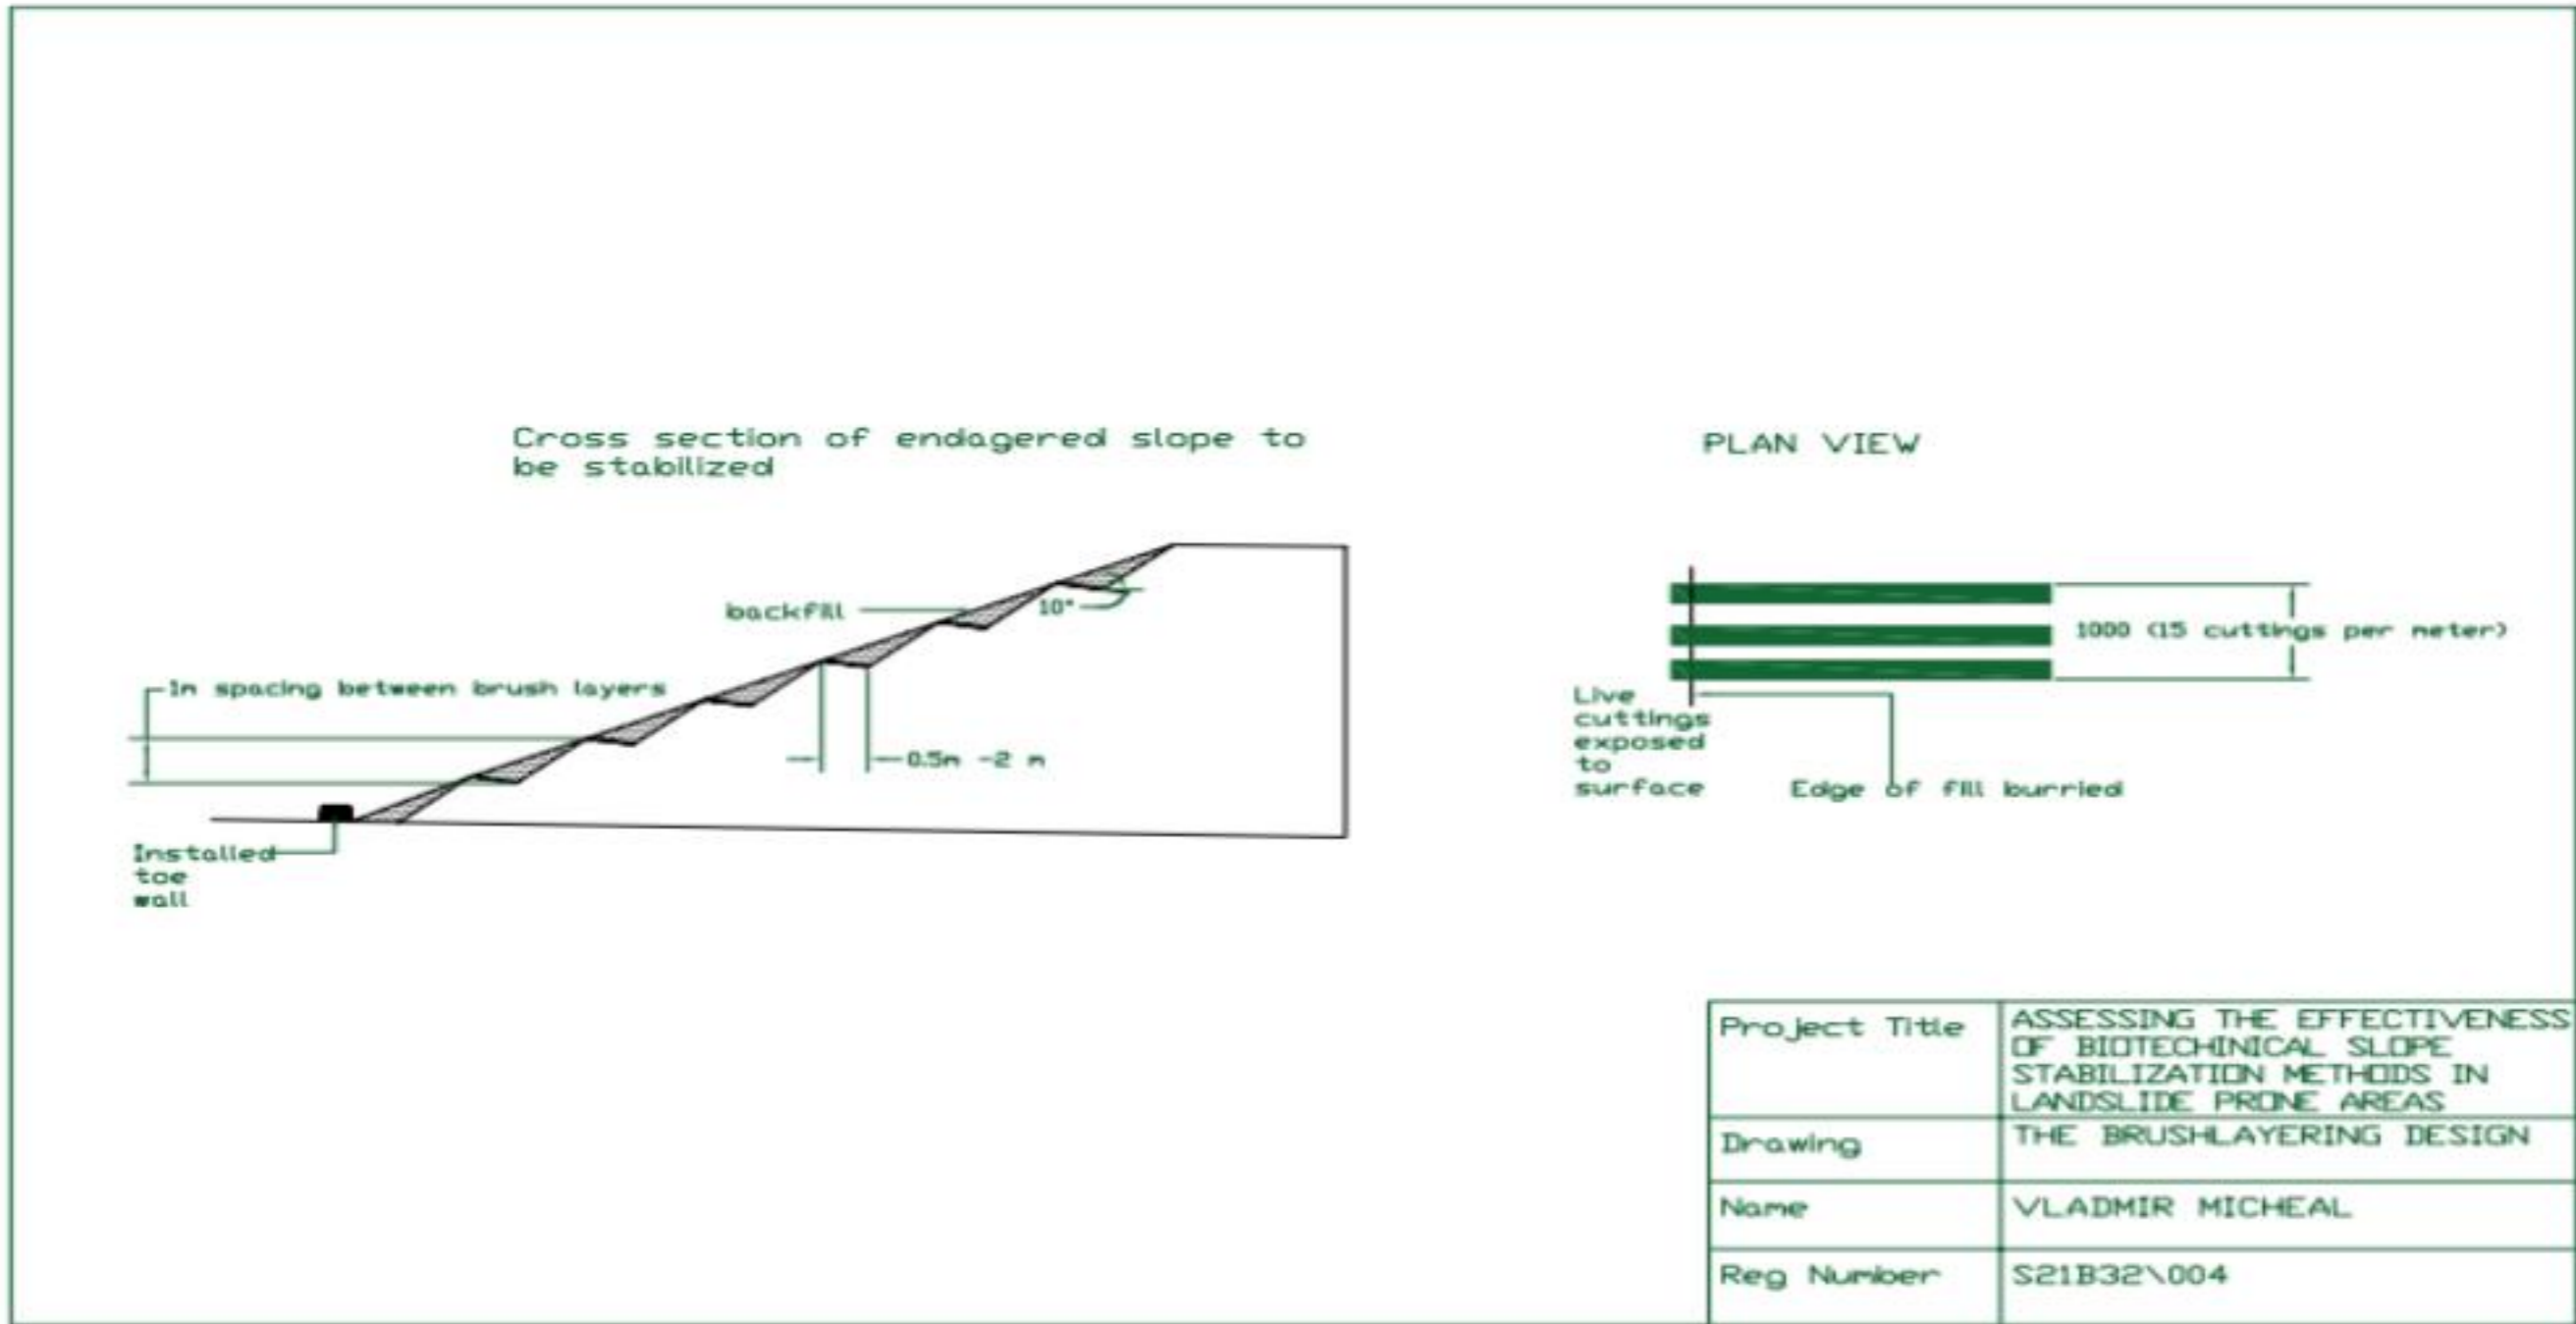 Cross section of endagered slope to
be stabilized
PLAN VIEW
backfill
10°
1m spacing between brush layers
0.5m -2 m
Installed
toe
wall
1000 (15 cuttings per meter)
Live
cuttings
exposed
to
surface
Edge of fill burried
Project Title
ASSESSING THE EFFECTIVENESS
OF BIOTECHINICAL SLOPE
STABILIZATION METHODS IN
LANDSLIDE PRONE AREAS
Drawing
THE BRUSHLAYERING DESIGN
Name
VLADMIR MICHEAL
Reg Number
S21B32\004